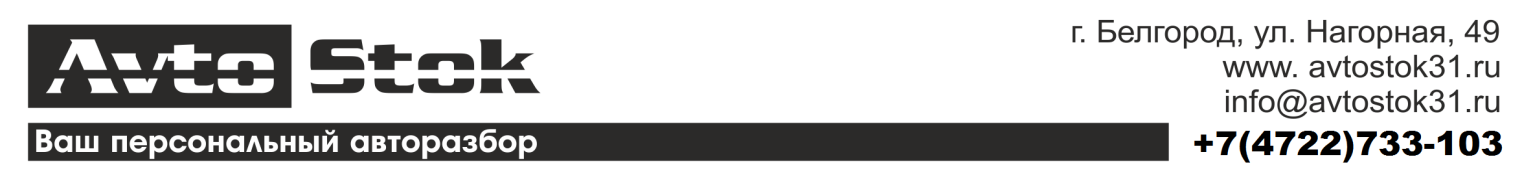 Avto Stok
Ваш персональный авторазбор
г. Белгород, ул. Нагорная, 49
www. avtostok31.ru
info@avtostok31.ru
+7(4722)733-103